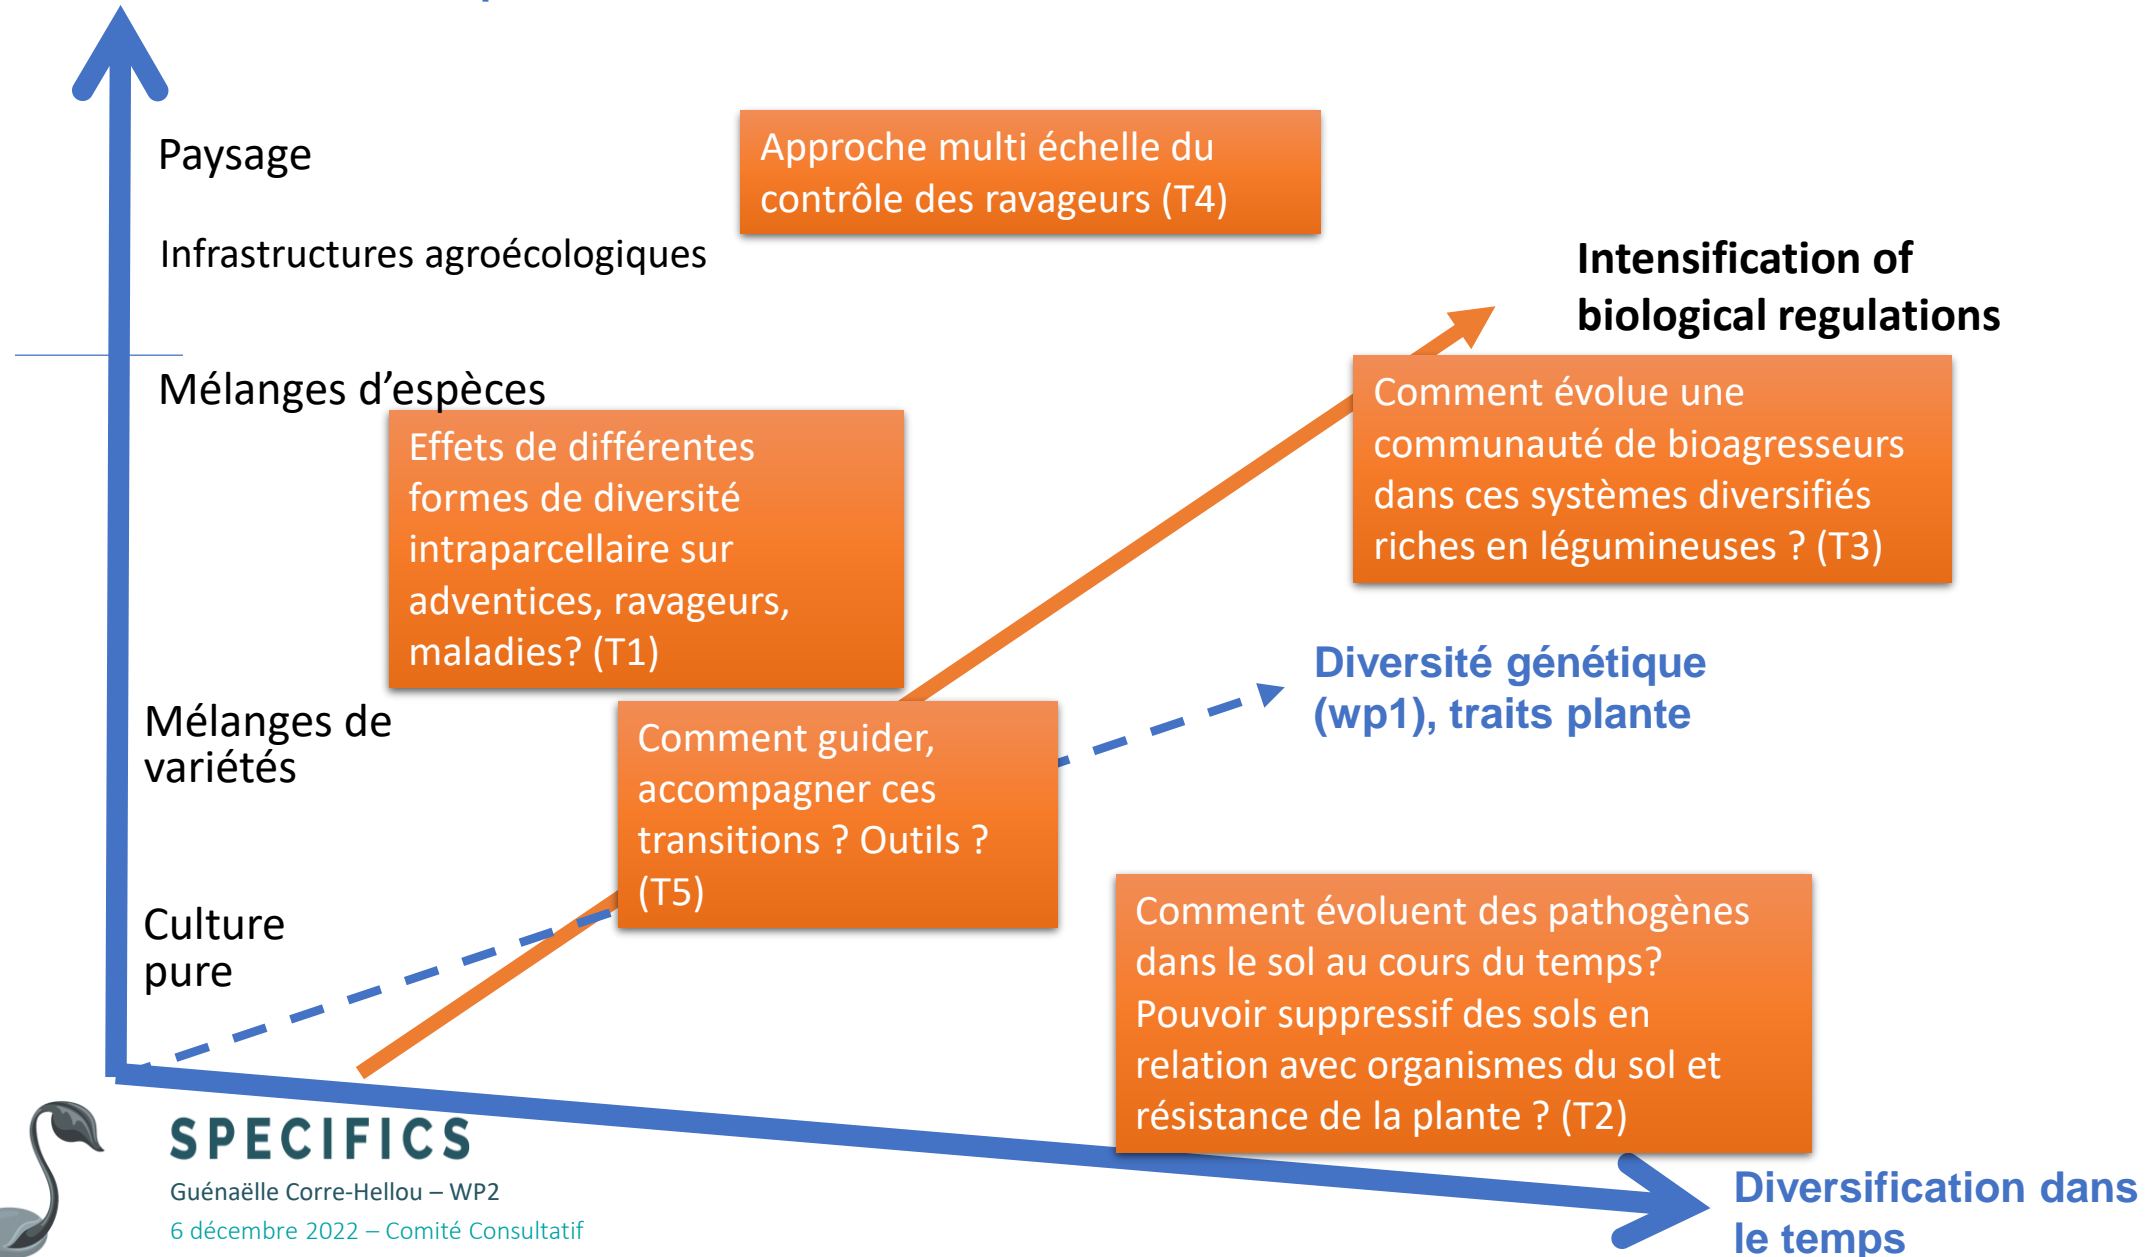 Paysage
Approche multi échelle du
contrôle des ravageurs (T4)
Infrastructures agroécologiques
Intensification of
biological regulations
Mélanges d’espèces
Effets de différentes
formes de diversité
intraparcellaire sur
adventices, ravageurs,
maladies? (T1)
Comment évolue une
communauté de bioagresseurs
dans ces systèmes diversifiés
riches en légumineuses ? (T3)
Diversité génétique
(wp1), traits plante
Mélanges de
variétés
Comment guider,
accompagner ces
transitions ? Outils ?
(T5)
Culture
pure
Comment évoluent des pathogènes
dans le sol au cours du temps?
Pouvoir suppressif des sols en
relation avec organismes du sol et
résistance de la plante ? (T2)
SPECIFICS
Guénaëlle Corre-Hellou – WP2
6 décembre 2022 – Comité Consultatif
Diversification dans
le temps